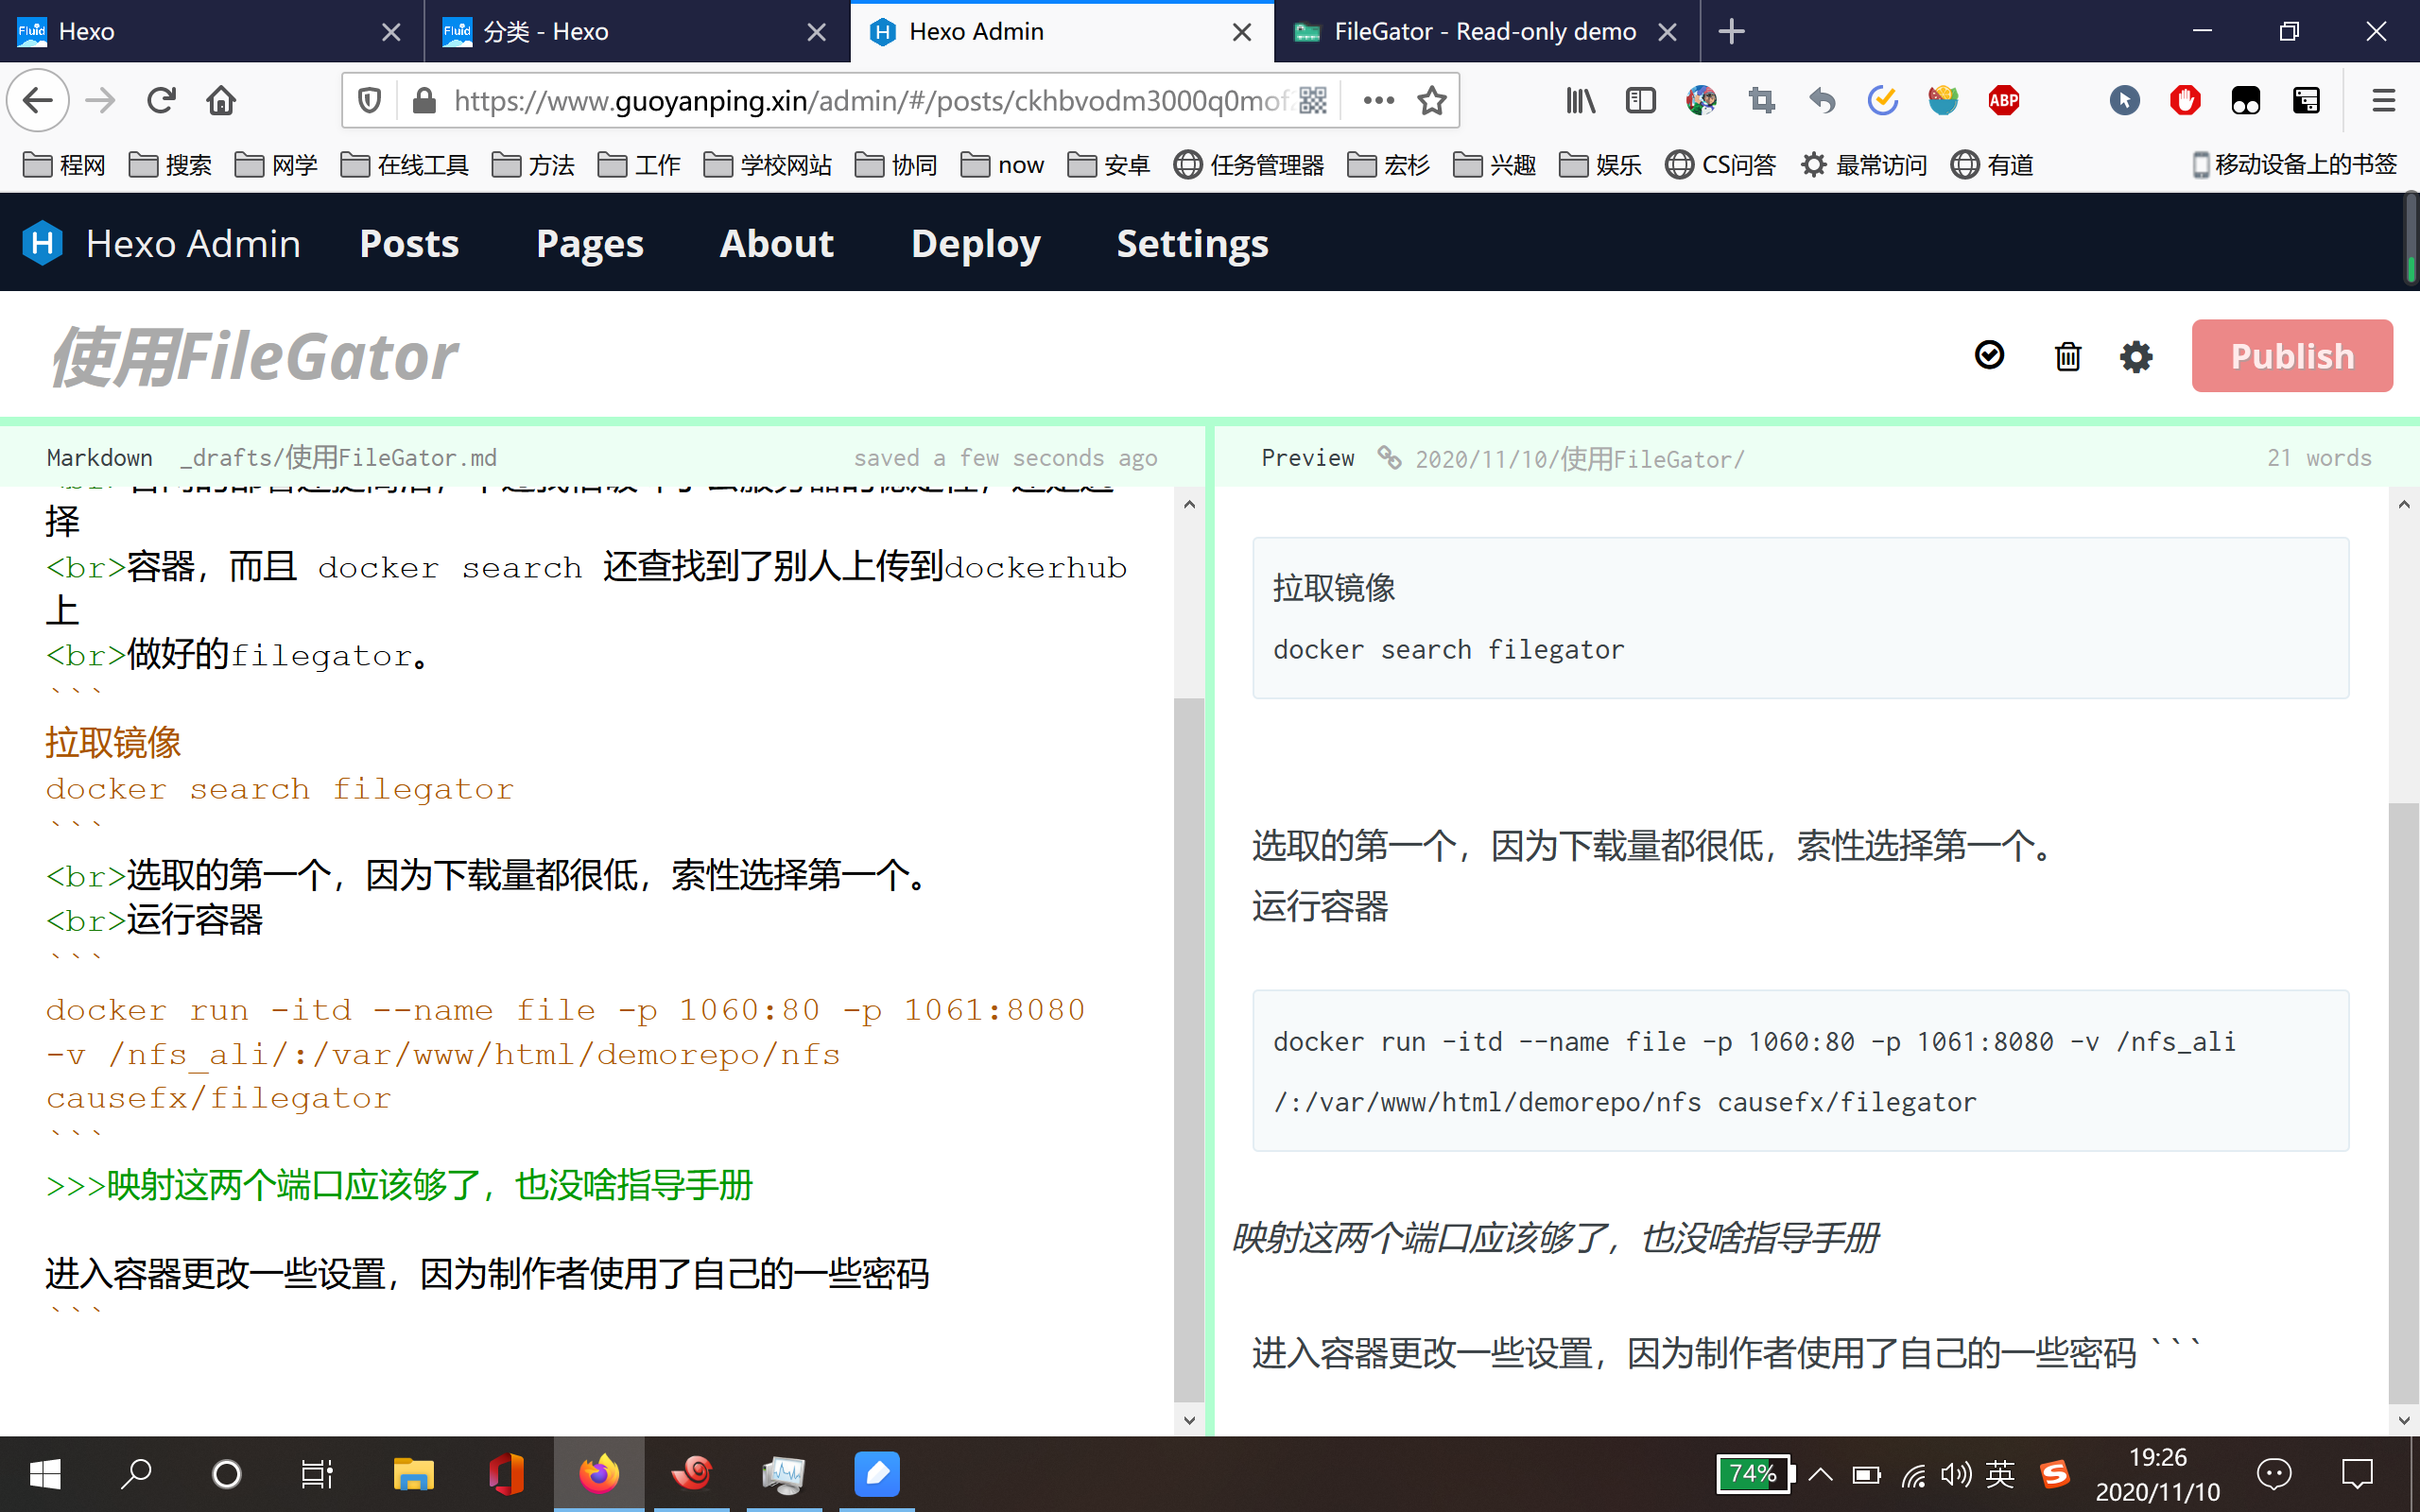 Hexo
分类 - Hexo
Hexo Admin
FileGator - Read-only demo
https://www.guoyanping.xin/admin/#/posts/ckhbvodm3000q0mof
ABP
程网
搜索
网学
在线工具
方法
工作
学校网站
协同
now
安卓
任务管理器
宏杉
兴趣
娱乐
CS问答
最常访问
有道
移动设备上的书签
Hexo Admin
Posts
Pages
About
Deploy
Settings
使用FileGator
Publish
Markdown
_drafts/使用FileGator.md
saved a few seconds ago
择
<br>容器，而且 docker search 还查找到了别人上传到dockerhub
上
<br>做好的filegator。
```
拉取镜像
docker search filegator
```
<br>选取的第一个，因为下载量都很低，索性选择第一个。
<br>运行容器
```
docker run -itd --name file -p 1060:80 -p 1061:8080
-v /nfs_ali/:/var/www/html/demorepo/nfs
causefx/filegator
```
>>>映射这两个端口应该够了，也没啥指导手册
进入容器更改一些设置，因为制作者使用了自己的一些密码
```
Preview
2020/11/10/使用FileGator/
21 words
拉取镜像
docker search filegator
选取的第一个，因为下载量都很低，索性选择第一个。
运行容器
docker run -itd --name file -p 1060:80 -p 1061:8080 -v /nfs_ali
/:/var/www/html/demorepo/nfs causefx/filegator
映射这两个端口应该够了，也没啥指导手册
进入容器更改一些设置，因为制作者使用了自己的一些密码 ```
74%
英
19:26
2020/11/10